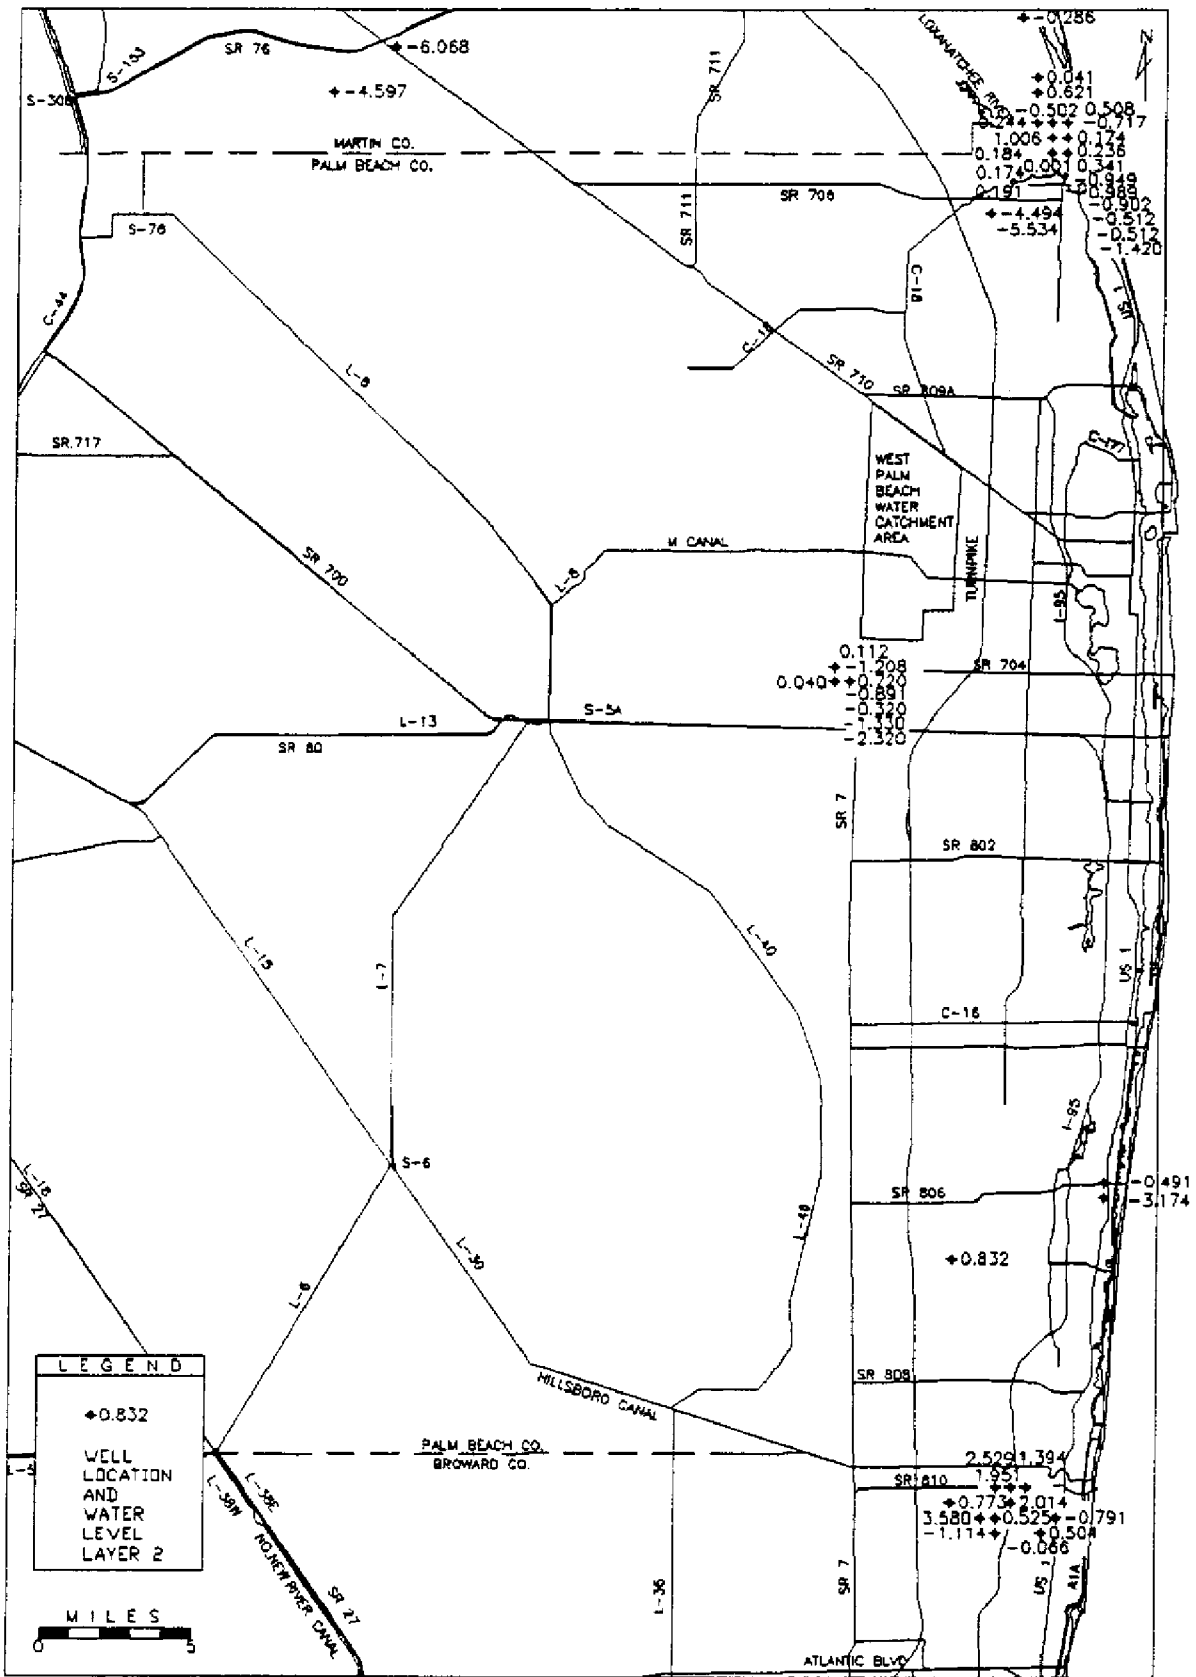 -0.286
SR 76
-6.068
S-153
LOXAHATCHEE RIVER
N
SR 711
0.041
0.621
-4.597
S-308
-0.502 0.508
-0.717
MARTIN CO.
PALM BEACH CO.
1.006
0.174
0.184
0.236
-0.001 0.341
0.174
-0.949
-0.989
SR 706
0.191
-0.902
-4.494
-0.512
-5.534
-0.512
-1.420
S-76
SR 711
C-18
C-44
US 1
C-18
L-8
SR 710
SR 809A
SR 717
C-17
WEST
PALM
BEACH
WATER
CATCHMENT
AREA
M CANAL
TURNPIKE
SR 700
L-8
I-95
0.112
-1.208
SR 704
0.040
0.220
-0.891
-0.320
S-5A
L-13
-1.330
-2.320
SR 80
SR 7
SR 802
L-15
L-7
L-40
US 1
C-16
I-95
S-6
L-18
SR 27
SR 806
-0.491
-3.174
L-40
L-30
0.832
L-6
LEGEND
0.832
WELL
LOCATION
AND
WATER
LEVEL
LAYER 2
SR 808
HILLSBORO CANAL
PALM BEACH CO.
BROWARD CO.
L-5
2.529 1.394
SR 810
1.951
L-38W
L-38E
0.773 2.014
3.580 0.525 -0.791
-1.114 0.504
-0.066
NO.NEW RIVER CANAL
SR 27
L-36
SR 7
US 1
A1A
MILES
0 5
ATLANTIC BLVD